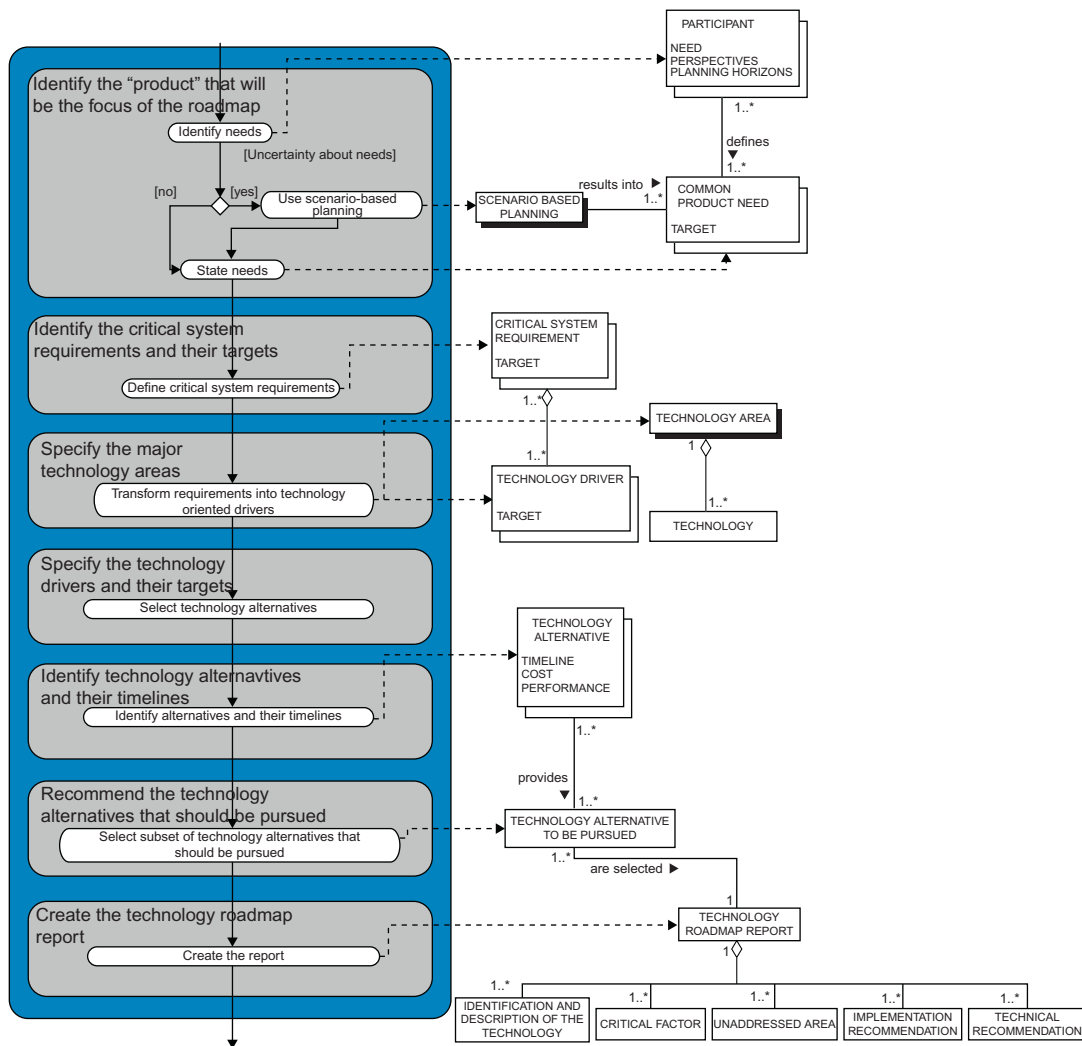 Identify the “product” that will
be the focus of the roadmap
Identify needs
[Uncertainty about needs]
[no]
[yes]
Use scenario-based
planning
State needs
PARTICIPANT
NEED
PERSPECTIVES
PLANNING HORIZONS
1..*
defines
1..*
results into
1..*
SCENARIO BASED
PLANNING
COMMON
PRODUCT NEED
TARGET
Identify the critical system
requirements and their targets
Define critical system requirements
CRITICAL SYSTEM
REQUIREMENT
TARGET
1..*
1..*
Specify the major
technology areas
Transform requirements into technology
oriented drivers
TECHNOLOGY DRIVER
TARGET
TECHNOLOGY AREA
1
1..*
TECHNOLOGY
Specify the technology
drivers and their targets
Select technology alternatives
Identify technology alternavtives
and their timelines
Identify alternatives and their timelines
TECHNOLOGY
ALTERNATIVE
TIMELINE
COST
PERFORMANCE
1..*
provides
1..*
Recommend the technology
alternatives that should be pursued
Select subset of technology alternatives that
should be pursued
TECHNOLOGY ALTERNATIVE
TO BE PURSUED
1..*
are selected
1
Create the technology roadmap
report
Create the report
TECHNOLOGY
ROADMAP REPORT
1
1..*
1..*
1..*
1..*
1..*
IDENTIFICATION AND
DESCRIPTION OF THE
TECHNOLOGY
CRITICAL FACTOR
UNADDRESSED AREA
IMPLEMENTATION
RECOMMENDATION
TECHNICAL
RECOMMENDATION